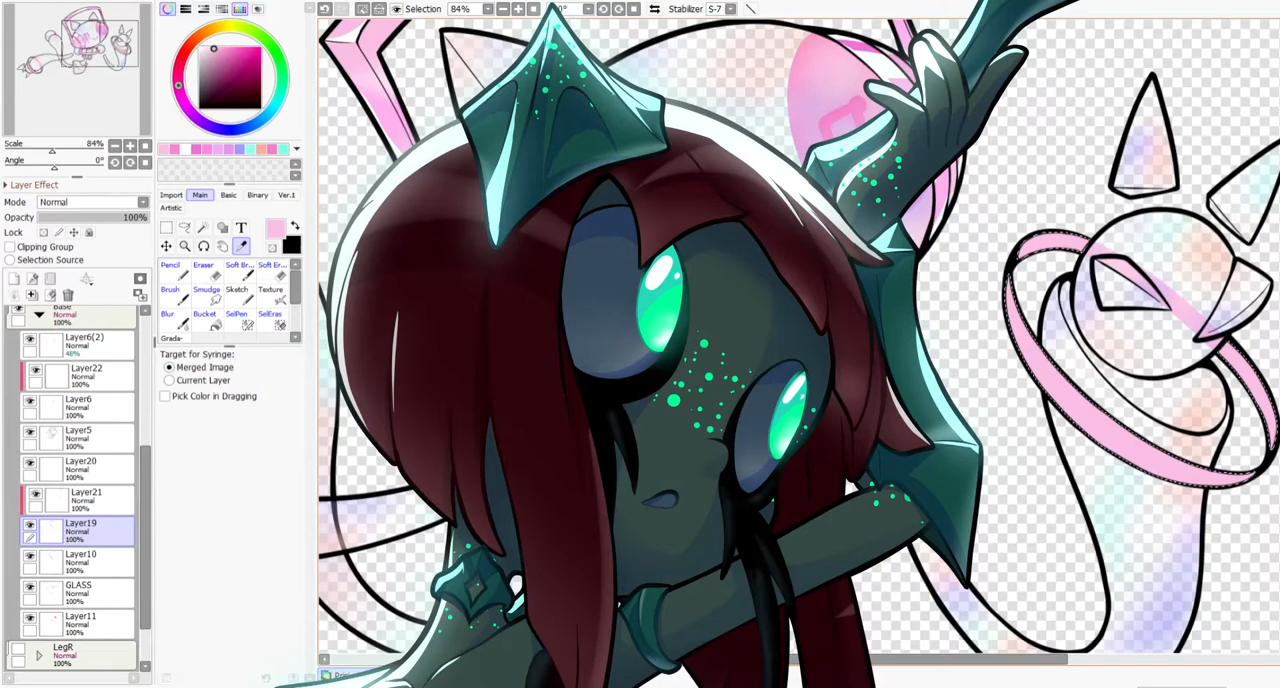 Selection 84% 0° Stabilizer S-7
Scale 84%
Angle 0°
Layer Effect
Mode Normal
Opacity 100%
Lock
Clipping Group
Selection Source
Base
Normal
100%
Layer6(2)
Normal
48%
Layer22
Normal
100%
Layer6
Normal
100%
Layer5
Normal
100%
Layer20
Normal
100%
Layer21
Normal
100%
Layer19
Normal
100%
Layer10
Normal
100%
GLASS
Normal
100%
Layer11
Normal
100%
LegR
Normal
100%
Import Main Basic Binary Ver.1
Artistic
T
Pencil Eraser Soft Br... Soft Er...
Brush Smudge Sketch Texture
Blur Bucket SelPen SelEras
Grada-
Target for Syringe:
Merged Image
Current Layer
Pick Color in Dragging